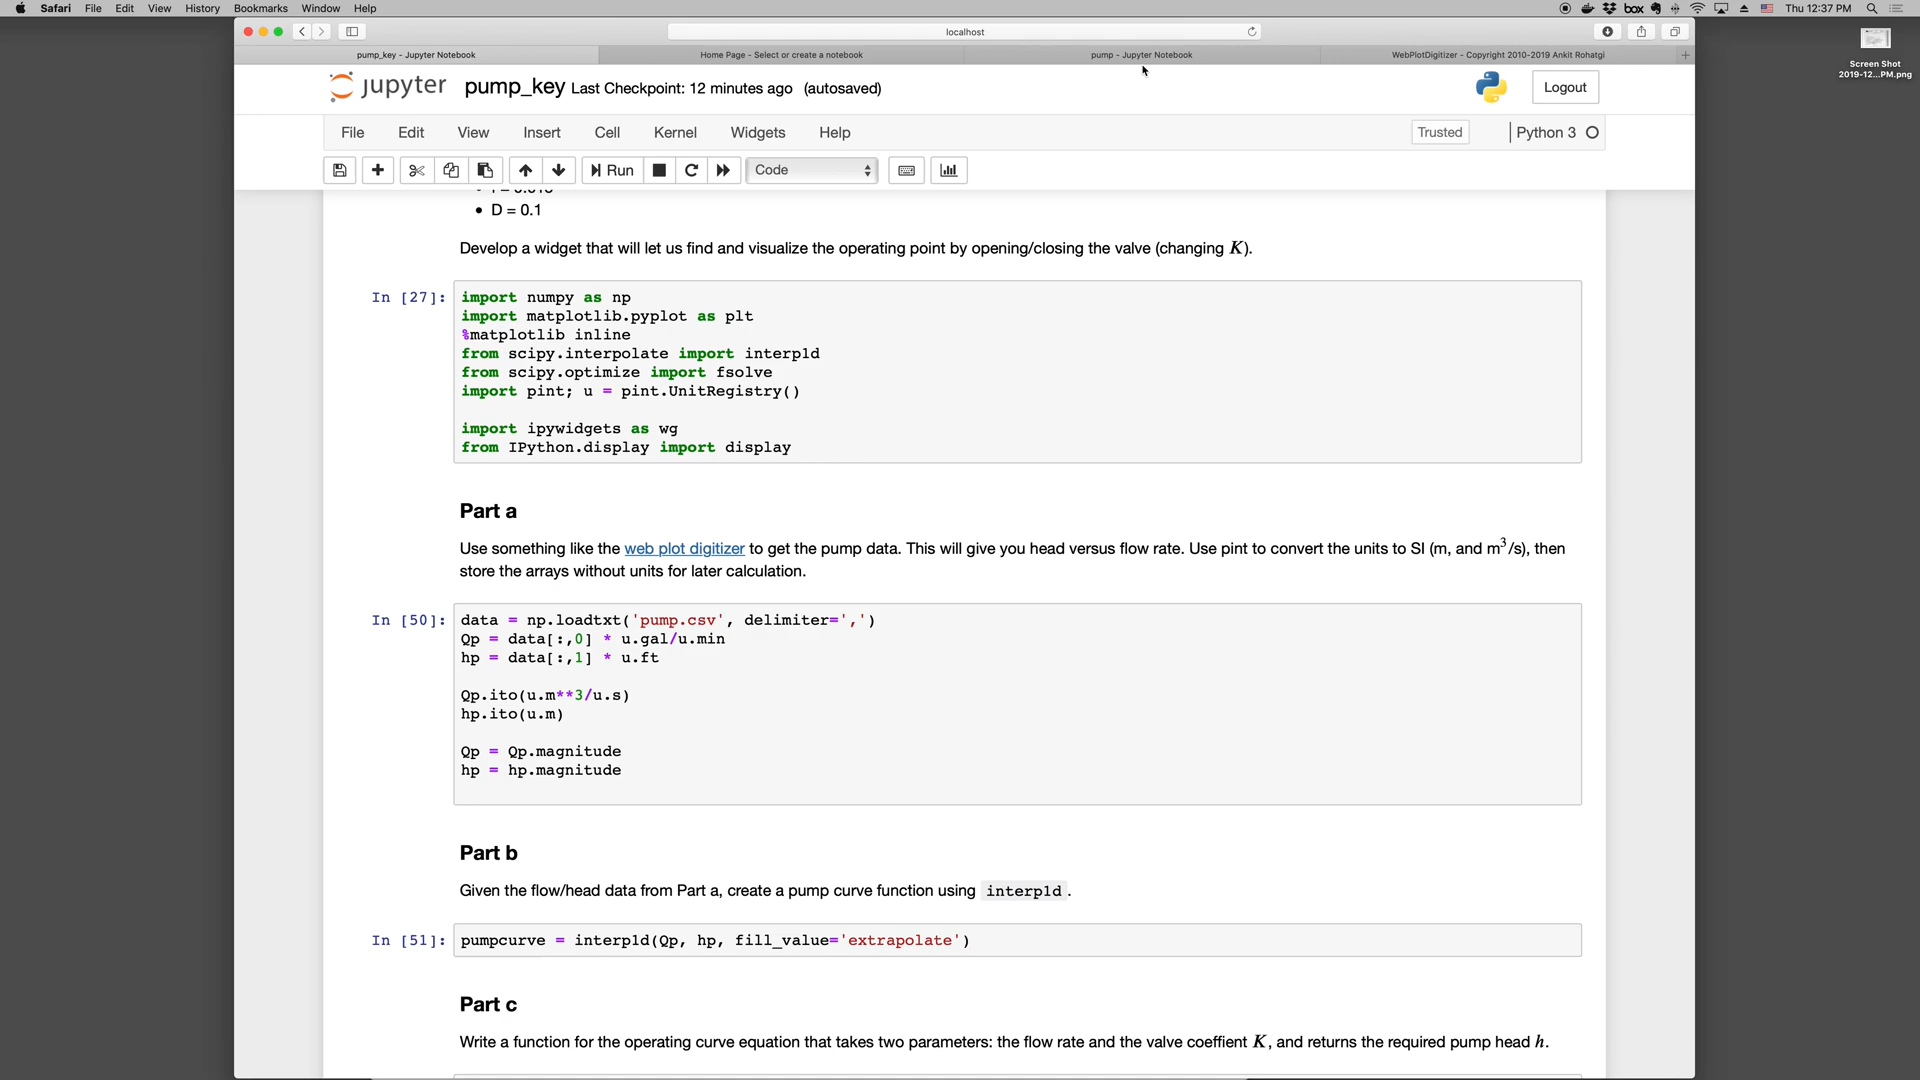 Safari File Edit View History Bookmarks Window Help
box Thu 12:37 PM
localhost
pump_key - Jupyter Notebook
Home Page - Select or create a notebook
pump - Jupyter Notebook
WebPlotDigitizer - Copyright 2010-2019 Ankit Rohatgi
Screen Shot
2019-12...PM.png
jupyter pump_key Last Checkpoint: 12 minutes ago (autosaved)
Logout
File Edit View Insert Cell Kernel Widgets Help
Trusted
Python 3
Run
Code
• D = 0.1
Develop a widget that will let us find and visualize the operating point by opening/closing the valve (changing K).
In [27]:
import numpy as np
import matplotlib.pyplot as plt
%matplotlib inline
from scipy.interpolate import interp1d
from scipy.optimize import fsolve
import pint; u = pint.UnitRegistry()
import ipywidgets as wg
from IPython.display import display
Part a
Use something like the web plot digitizer to get the pump data. This will give you head versus flow rate. Use pint to convert the units to SI (m, and m³/s), then
store the arrays without units for later calculation.
In [50]:
data = np.loadtxt('pump.csv', delimiter=',')
Qp = data[:,0] * u.gal/u.min
hp = data[:,1] * u.ft
Qp.ito(u.m**3/u.s)
hp.ito(u.m)
Qp = Qp.magnitude
hp = hp.magnitude
Part b
Given the flow/head data from Part a, create a pump curve function using interp1d.
In [51]:
pumpcurve = interp1d(Qp, hp, fill_value='extrapolate')
Part c
Write a function for the operating curve equation that takes two parameters: the flow rate and the valve coeffient K, and returns the required pump head h.